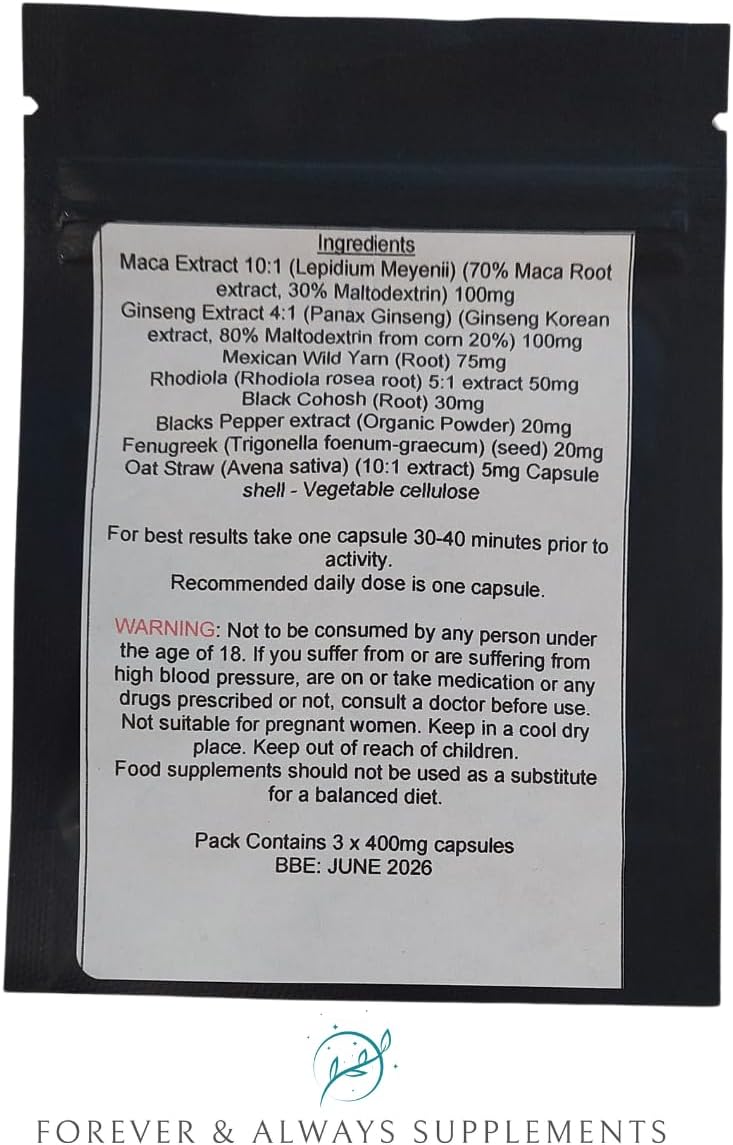 Ingredients
Maca Extract 10:1 (Lepidium Meyenii) (70% Maca Root
extract, 30% Maltodextrin) 100mg
Ginseng Extract 4:1 (Panax Ginseng) (Ginseng Korean
extract, 80% Maltodextrin from corn 20%) 100mg
Mexican Wild Yarn (Root) 75mg
Rhodiola (Rhodiola rosea root) 5:1 extract 50mg
Black Cohosh (Root) 30mg
Blacks Pepper extract (Organic Powder) 20mg
Fenugreek (Trigonella foenum-graecum) (seed) 20mg
Oat Straw (Avena sativa) (10:1 extract) 5mg Capsule
shell - Vegetable cellulose
For best results take one capsule 30-40 minutes prior to
activity.
Recommended daily dose is one capsule.
WARNING: Not to be consumed by any person under
the age of 18. If you suffer from or are suffering from
high blood pressure, are on or take medication or any
drugs prescribed or not, consult a doctor before use.
Not suitable for pregnant women. Keep in a cool dry
place. Keep out of reach of children.
Food supplements should not be used as a substitute
for a balanced diet.
Pack Contains 3 x 400mg capsules
BBE: JUNE 2026
FOREVER & ALWAYS SUPPLEMENTS